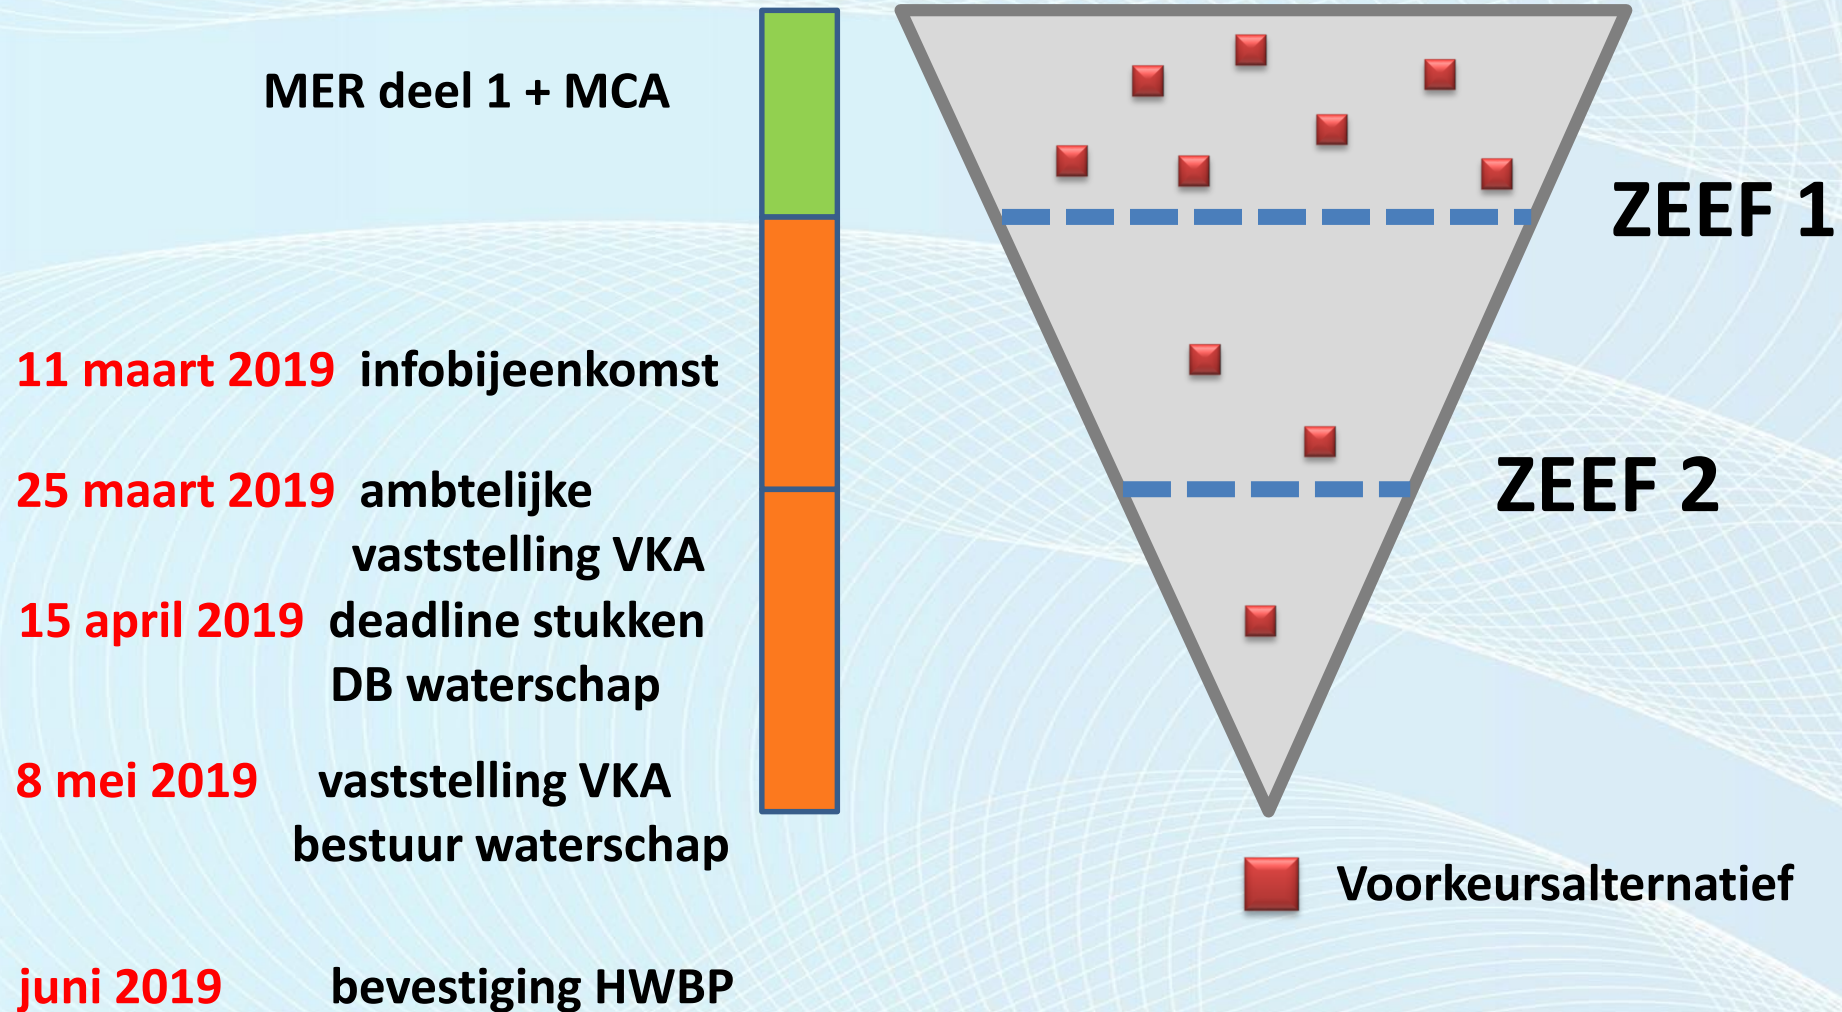 MER deel 1 + MCA
ZEEF 1
11 maart 2019 infobijeenkomst
25 maart 2019 ambtelijke
vaststelling VKA
ZEEF 2
15 april 2019 deadline stukken
DB waterschap
8 mei 2019 vaststelling VKA
bestuur waterschap
Voorkeursalternatief
juni 2019 bevestiging HWBP